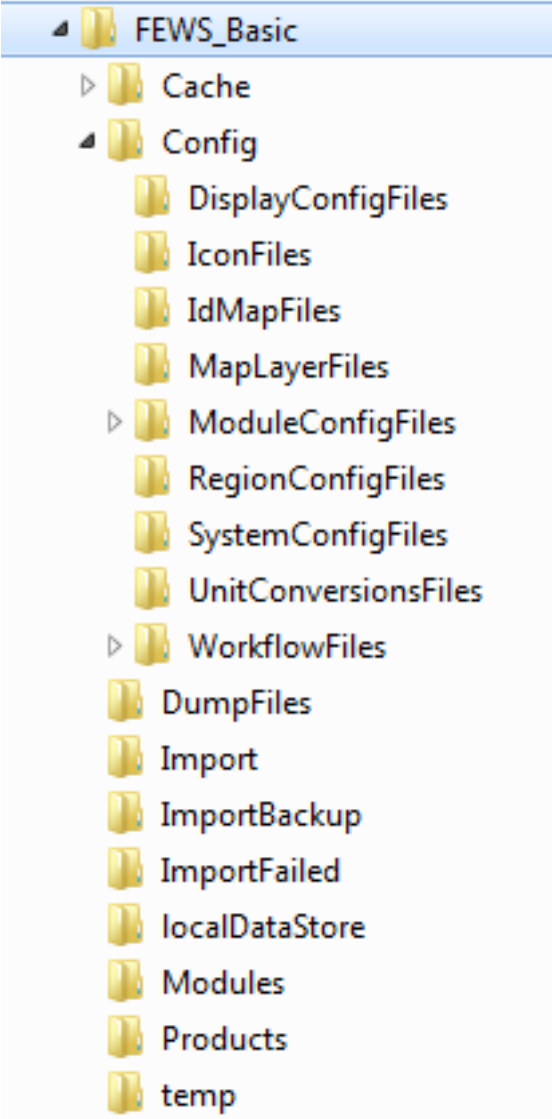 FEWS_Basic
Cache
Config
DisplayConfigFiles
IconFiles
IdMapFiles
MapLayerFiles
ModuleConfigFiles
RegionConfigFiles
SystemConfigFiles
UnitConversionsFiles
WorkflowFiles
DumpFiles
Import
ImportBackup
ImportFailed
localDataStore
Modules
Products
temp